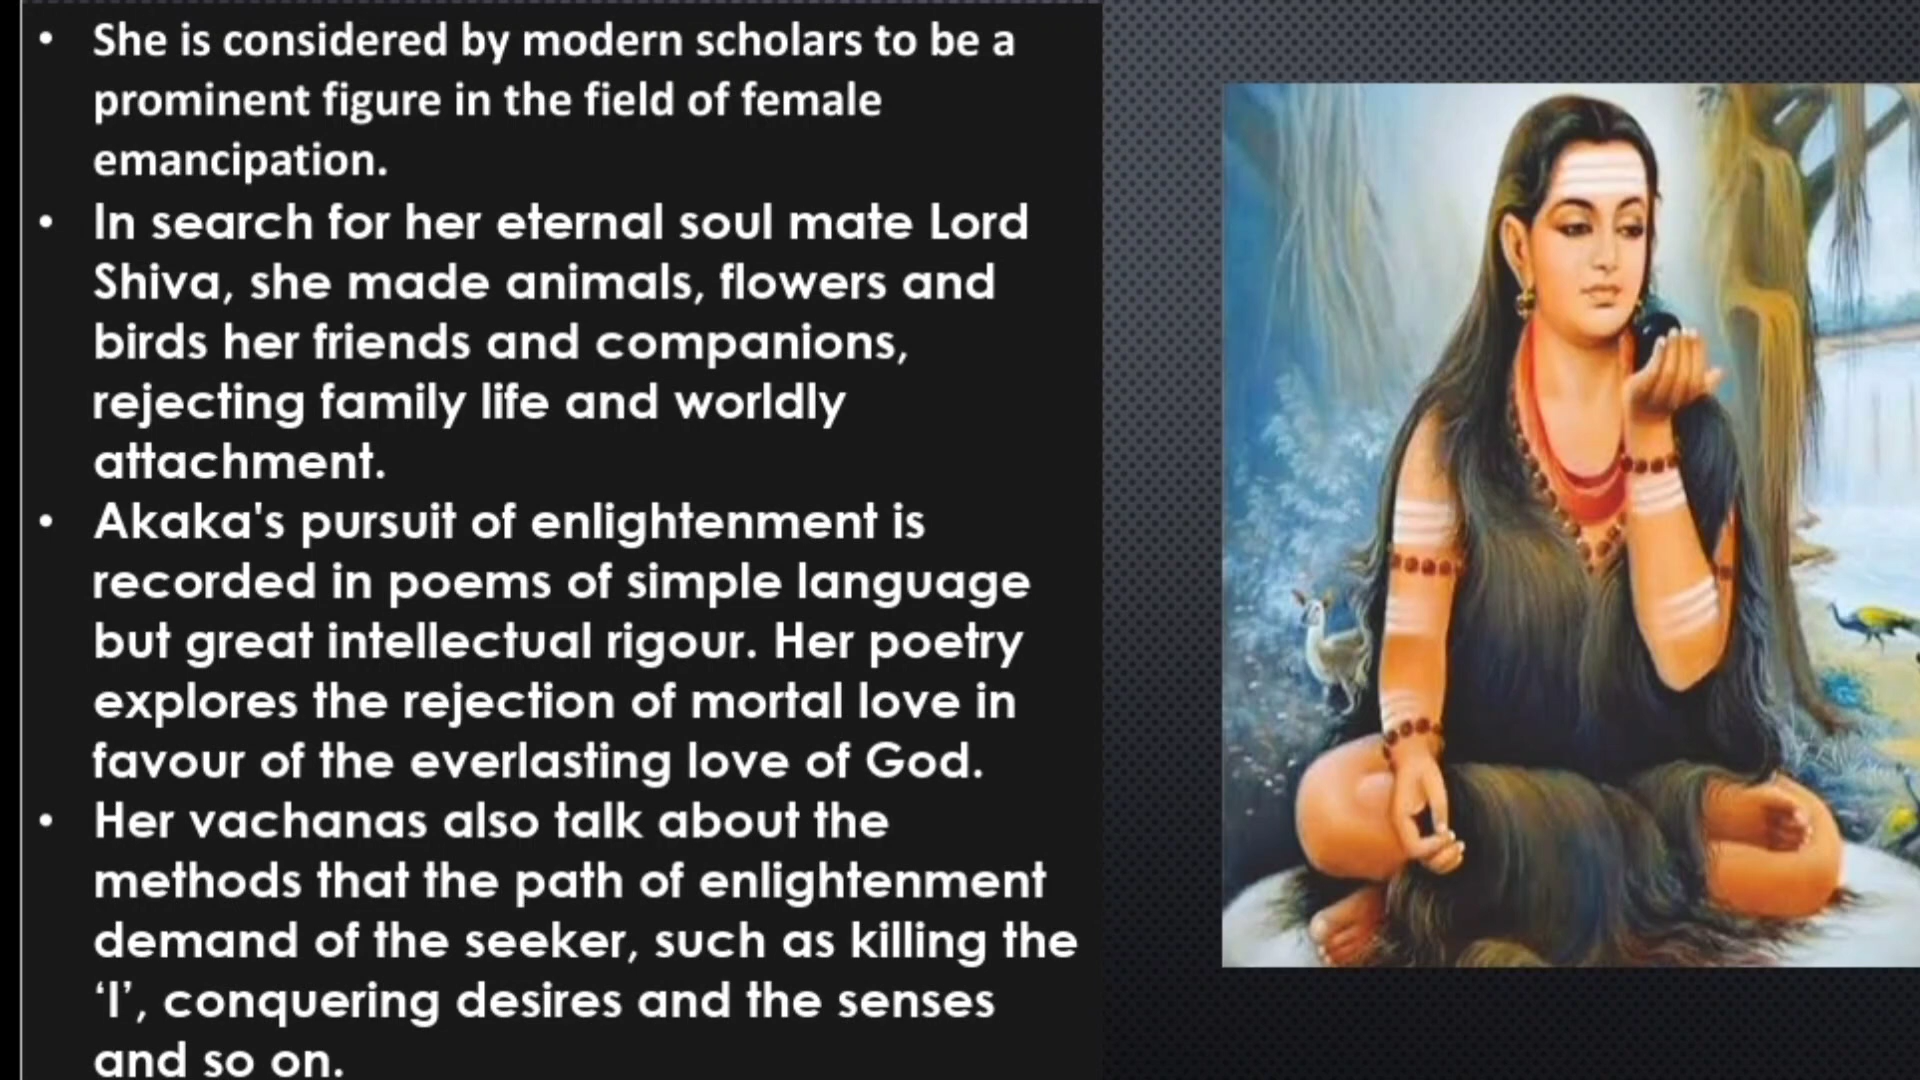 • She is considered by modern scholars to be a
prominent figure in the field of female
emancipation.
• In search for her eternal soul mate Lord
Shiva, she made animals, flowers and
birds her friends and companions,
rejecting family life and worldly
attachment.
• Akaka's pursuit of enlightenment is
recorded in poems of simple language
but great intellectual rigour. Her poetry
explores the rejection of mortal love in
favour of the everlasting love of God.
• Her vachanas also talk about the
methods that the path of enlightenment
demand of the seeker, such as killing the
‘I’, conquering desires and the senses
and so on.